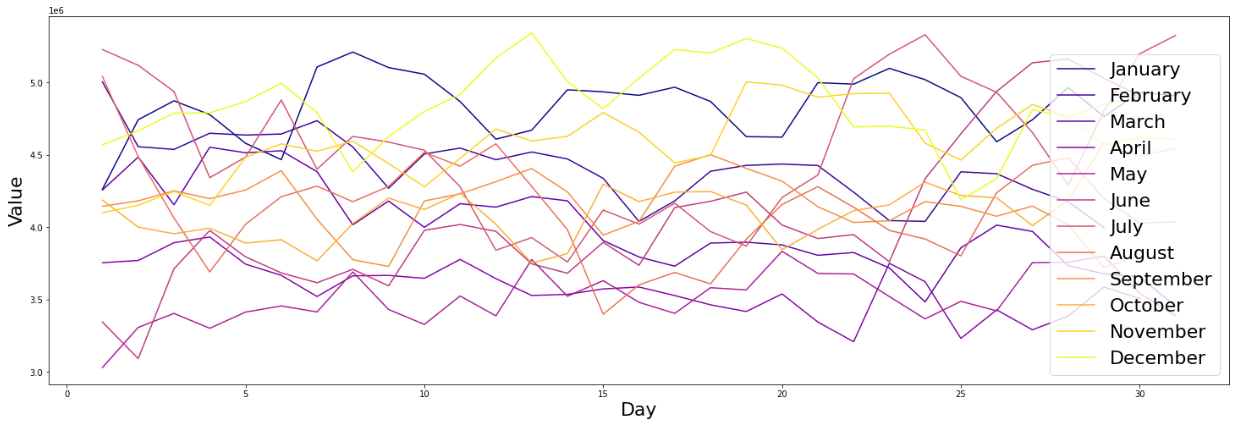 1e6
5.0
4.5
4.0
3.5
3.0
Value
0 5 10 15 20 25 30
Day
January
February
March
April
May
June
July
August
September
October
November
December